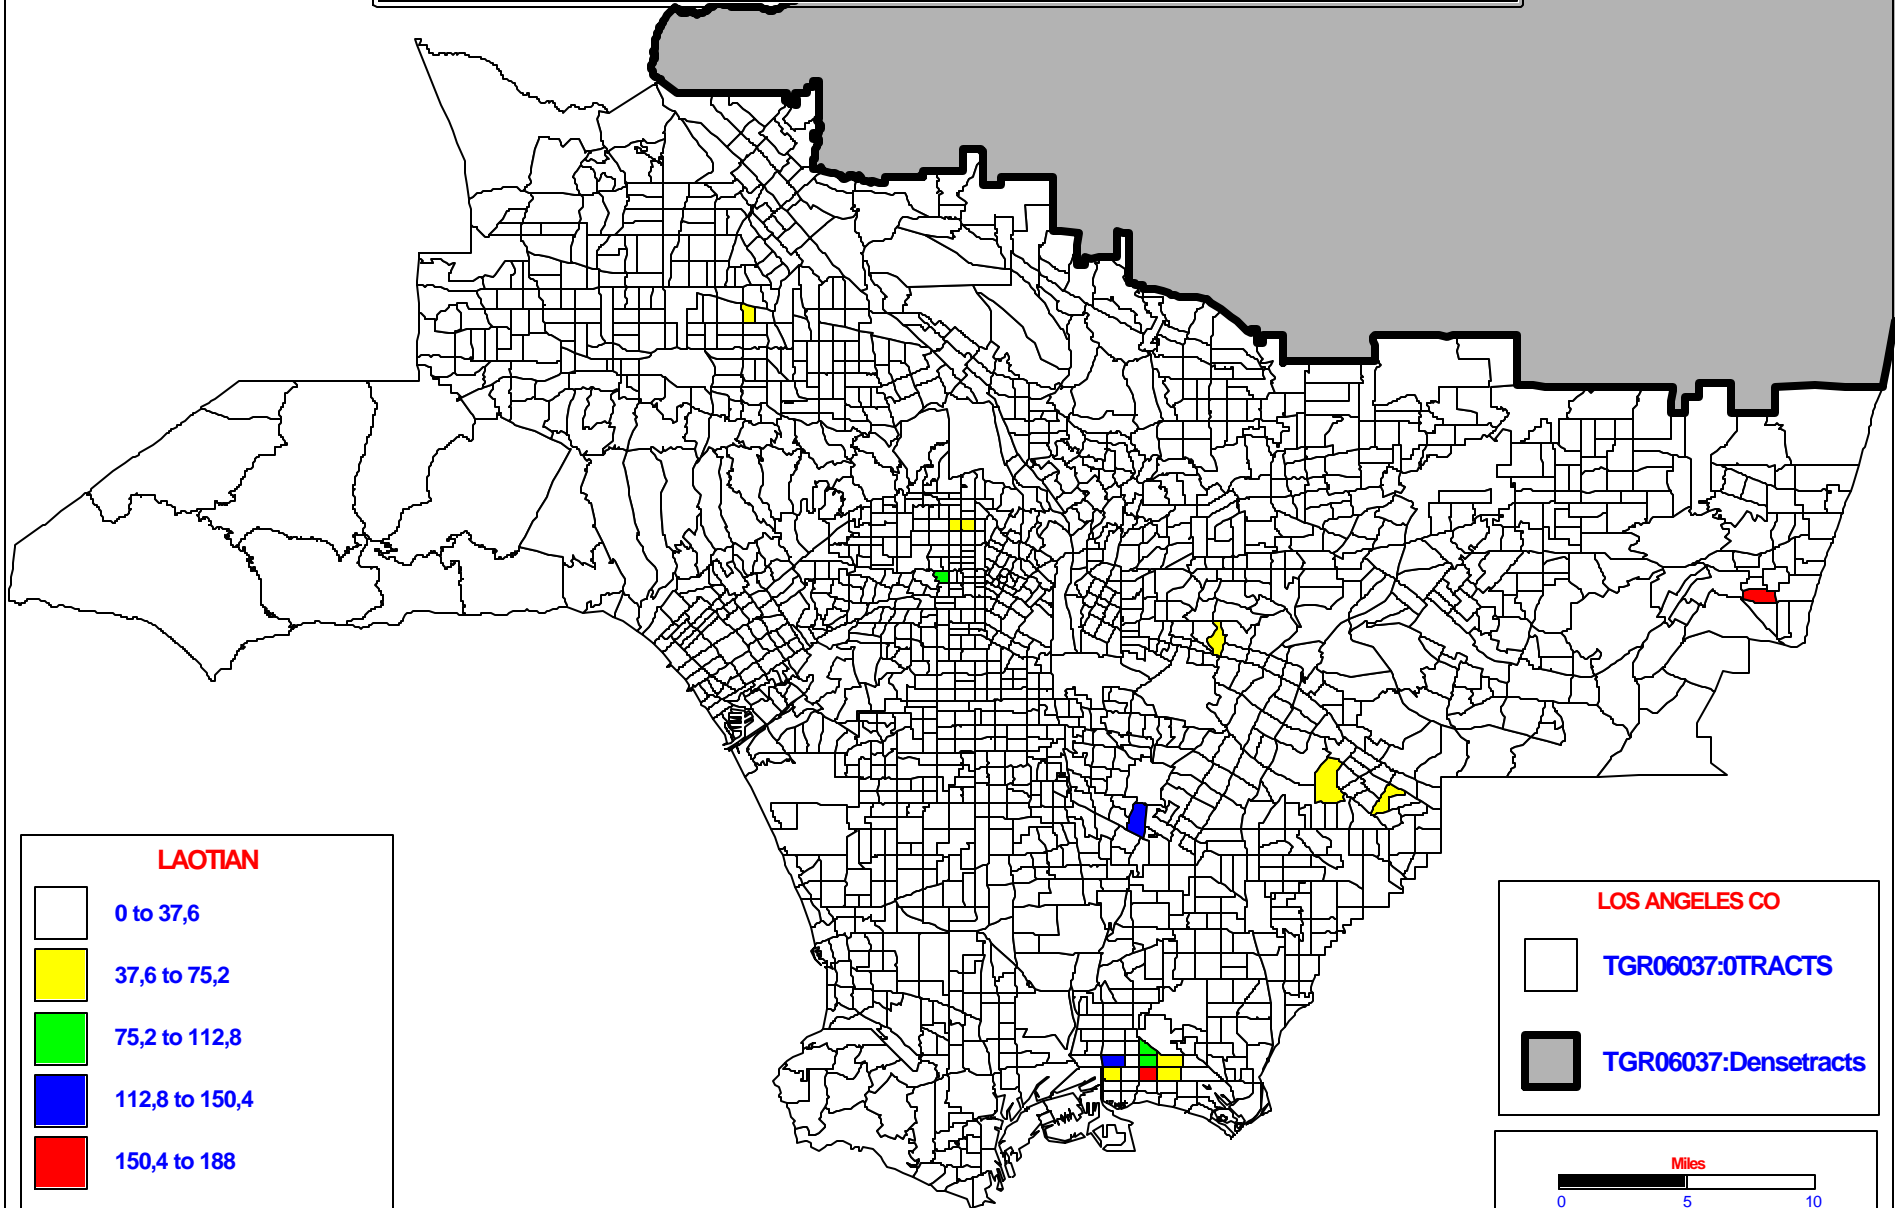 LAOTIAN
0 to 37,6
37,6 to 75,2
75,2 to 112,8
112,8 to 150,4
150,4 to 188
LOS ANGELES CO
TGR06037:0TRACTS
TGR06037:Densetracts
Miles
0 5 10